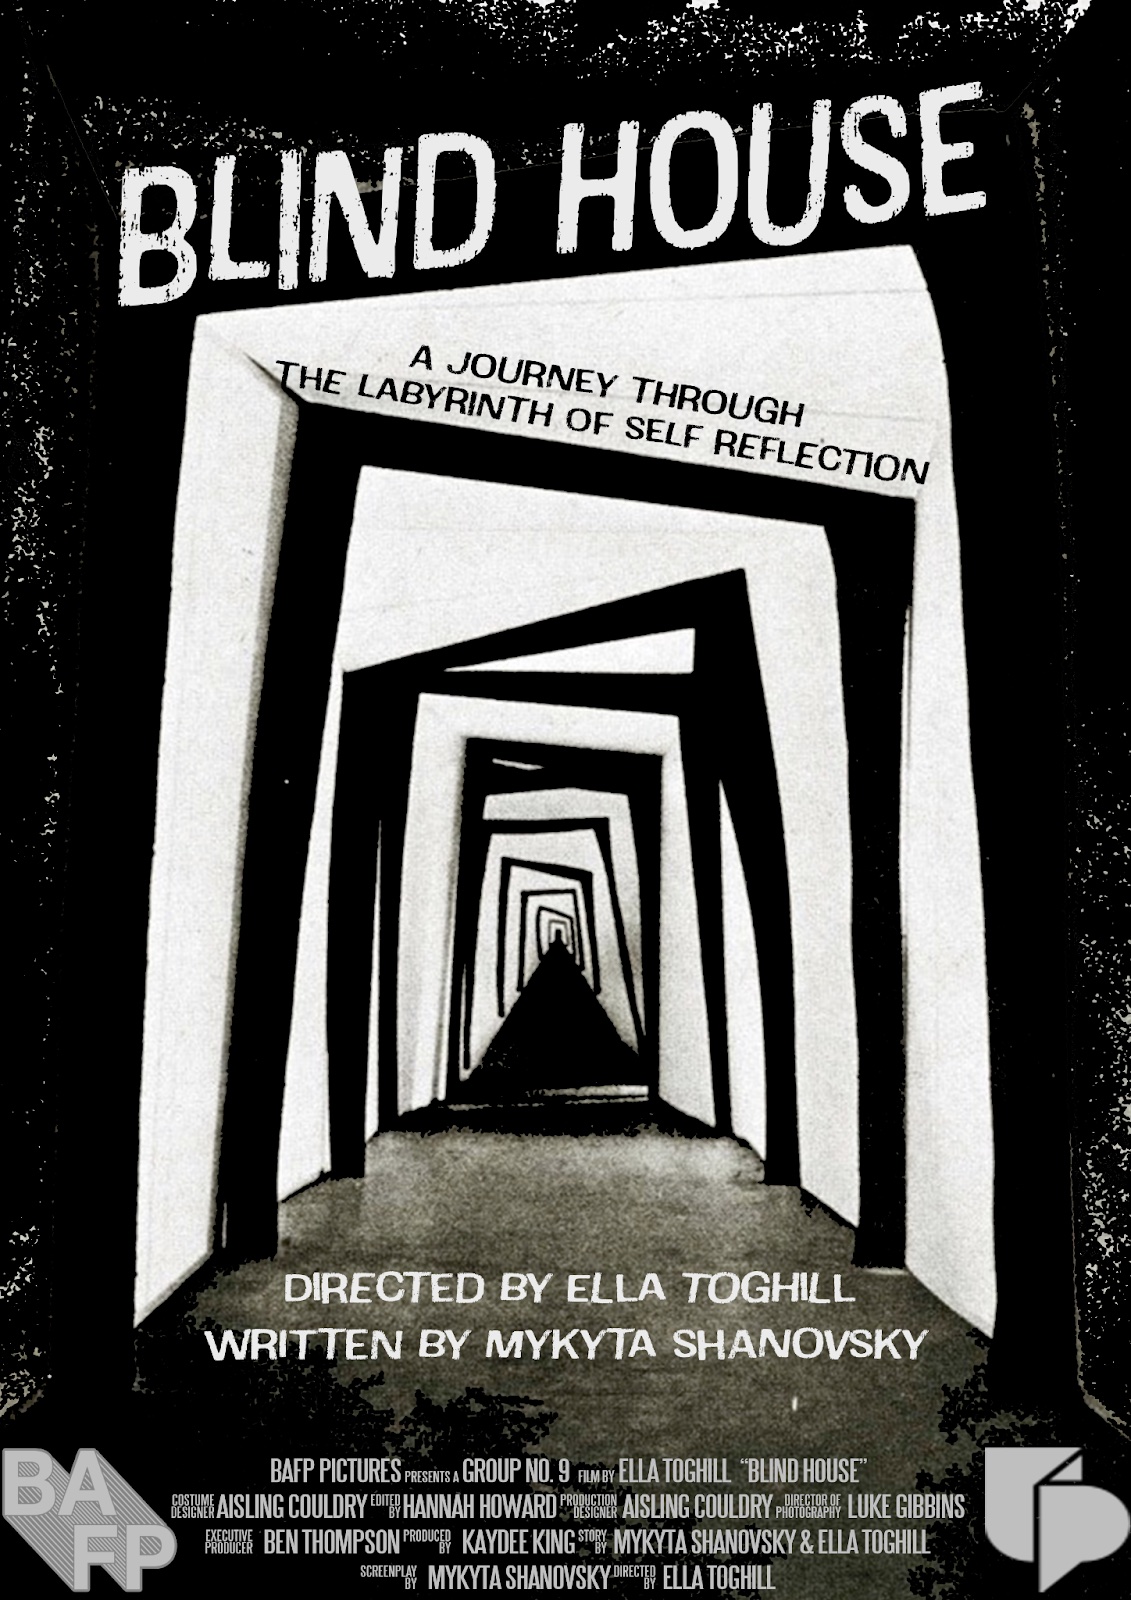 BLIND HOUSE
A JOURNEY THROUGH
THE LABYRINTH OF SELF REFLECTION
DIRECTED BY ELLA TOGHILL
WRITTEN BY MYKYTA SHANOVSKY
BAFP PICTURES PRESENTS A GROUP NO. 9 FILM BY ELLA TOGHILL "BLIND HOUSE"
COSTUME DESIGNER AISLING COULDRY EDITED BY HANNAH HOWARD PRODUCTION DESIGNER AISLING COULDRY DIRECTOR OF PHOTOGRAPHY LUKE GIBBINS
EXECUTIVE PRODUCER BEN THOMPSON PRODUCED BY KAYDEE KING STORY BY MYKYTA SHANOVSKY & ELLA TOGHILL
SCREENPLAY BY MYKYTA SHANOVSKY DIRECTED BY ELLA TOGHILL
BA
FP